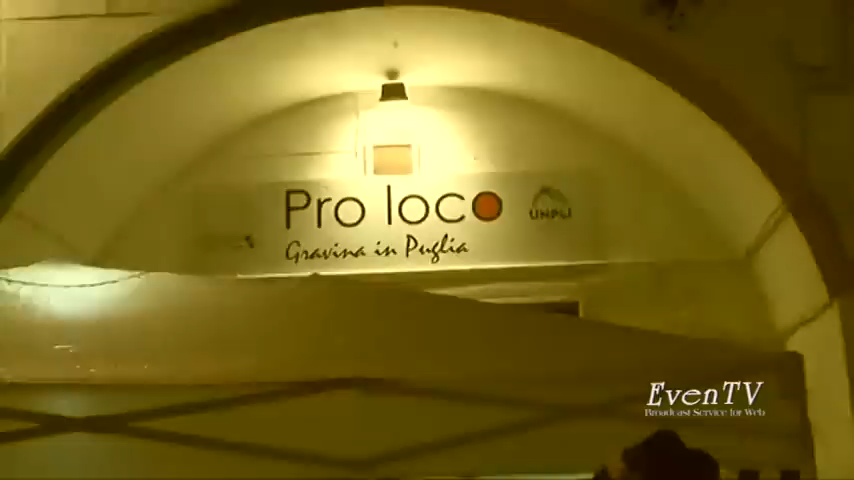 Pro loco
UNPLI
Gravina in Puglia
EvenTV
Broadcast Service for Web